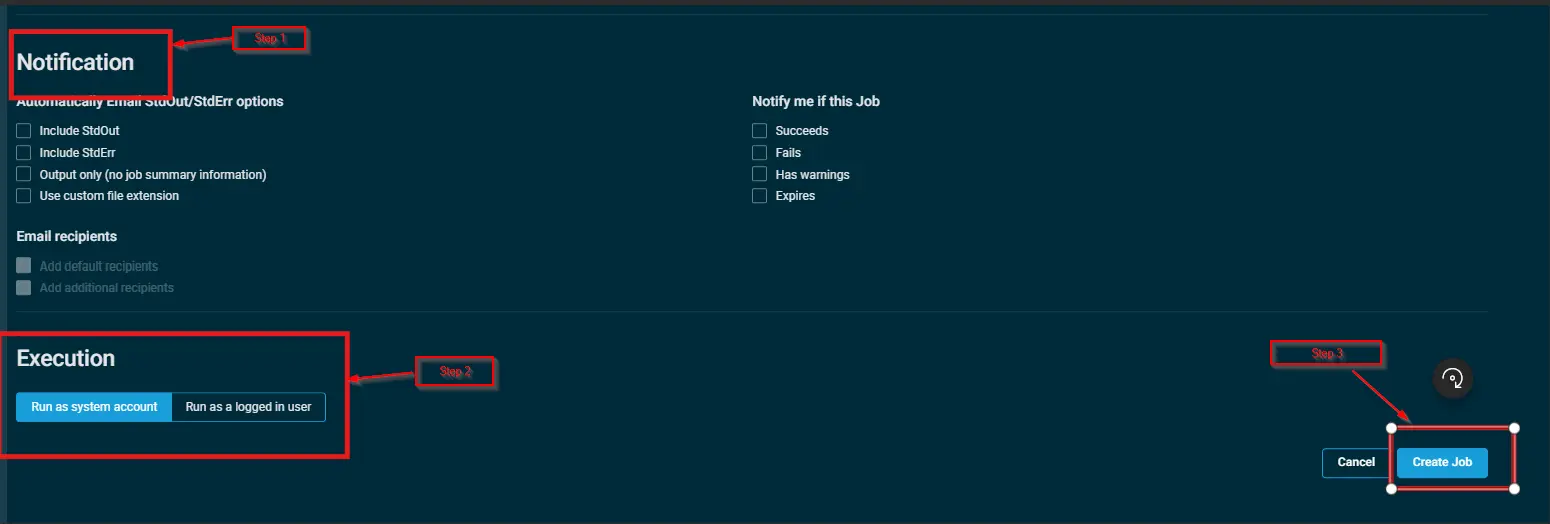 Step 1
Notification
Automatically Email StdOut/StdErr options
Include StdOut
Include StdErr
Output only (no job summary information)
Use custom file extension
Notify me if this Job
Succeeds
Fails
Has warnings
Expires
Email recipients
Add default recipients
Add additional recipients
Execution
Step 2
Run as system account
Run as a logged in user
Step 3
Cancel
Create Job